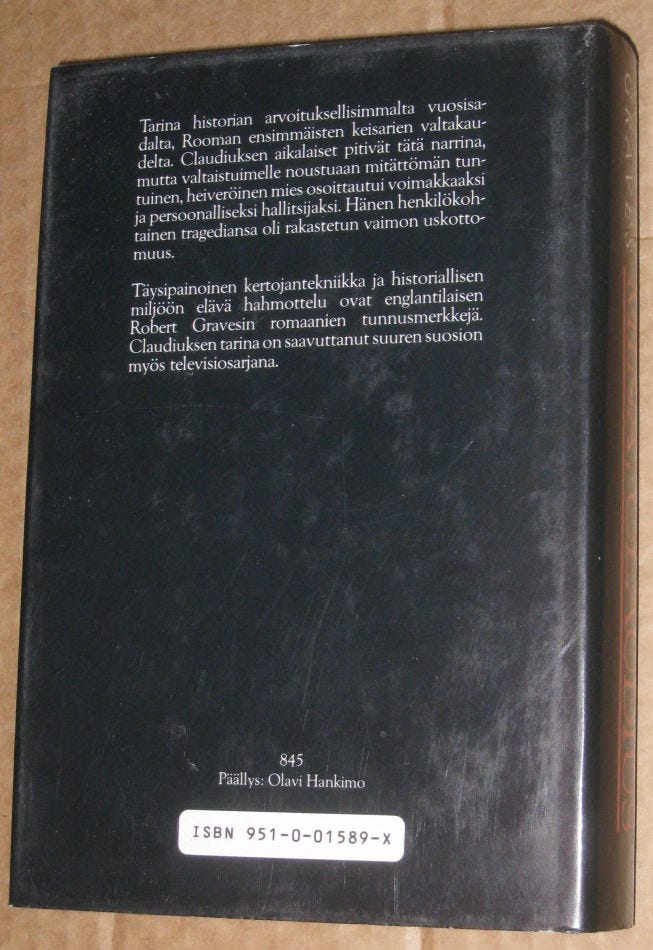 Tarina historian arvoituksellisimmalta vuosisa-
dalta, Rooman ensimmäisten keisarien valtakau-
delta. Claudiuksen aikalaiset pitivät tätä narrina,
mutta valtaistuimelle noustuaan mitättömän tun-
tuinen, heiveröinen mies osoittautui voimakkaaksi
ja persoonalliseksi hallitsijaksi. Hänen henkilökoh-
tainen tragediansa oli rakastetun vaimon uskotto-
muus.
Täysipainoinen kertojantekniikka ja historiallisen
miljöön elävä hahmottelu ovat englantilaisen
Robert Gravesin romaanien tunnusmerkkejä.
Claudiuksen tarina on saavuttanut suuren suosion
myös televisiosarjana.
845
Päällys: Olavi Hankimo
ISBN 951-0-01589-X
GRAVES